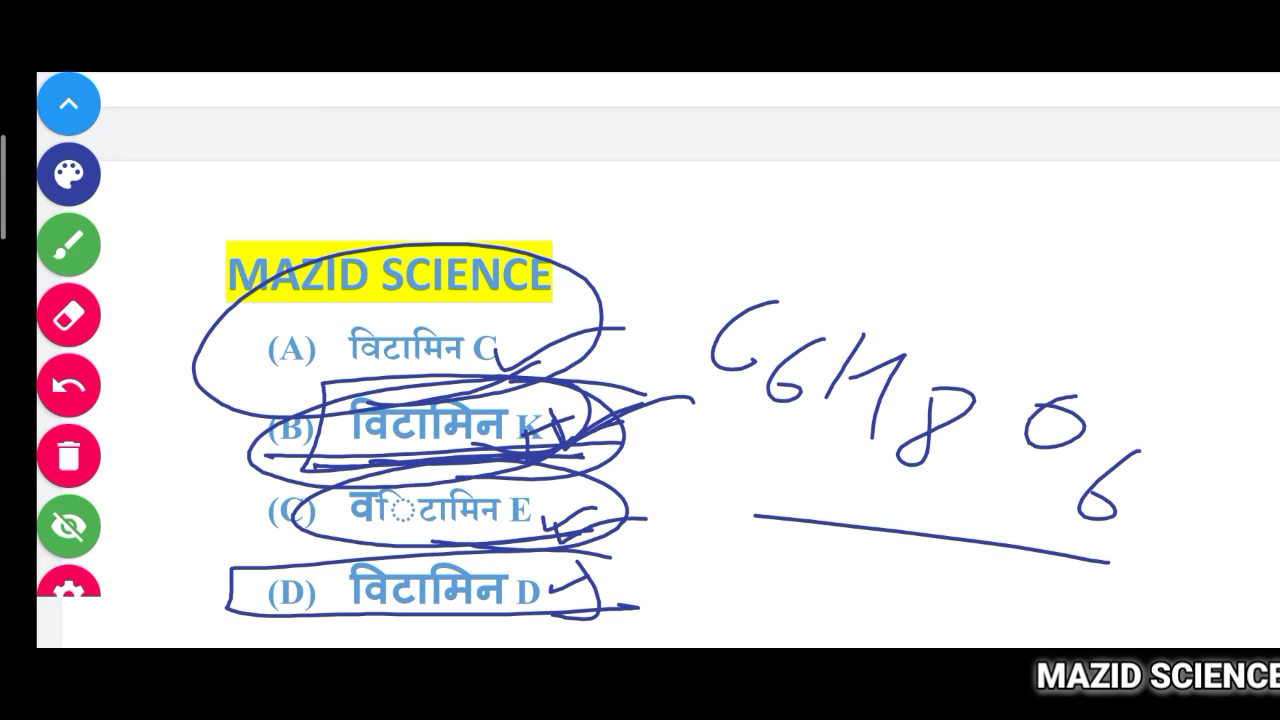 MAZID SCIENCE
(A) विटामिन C
(B) विटामिन K
(C) वािटामिन E
(D) विटामिन D
C6H8O6
MAZID SCIENCE